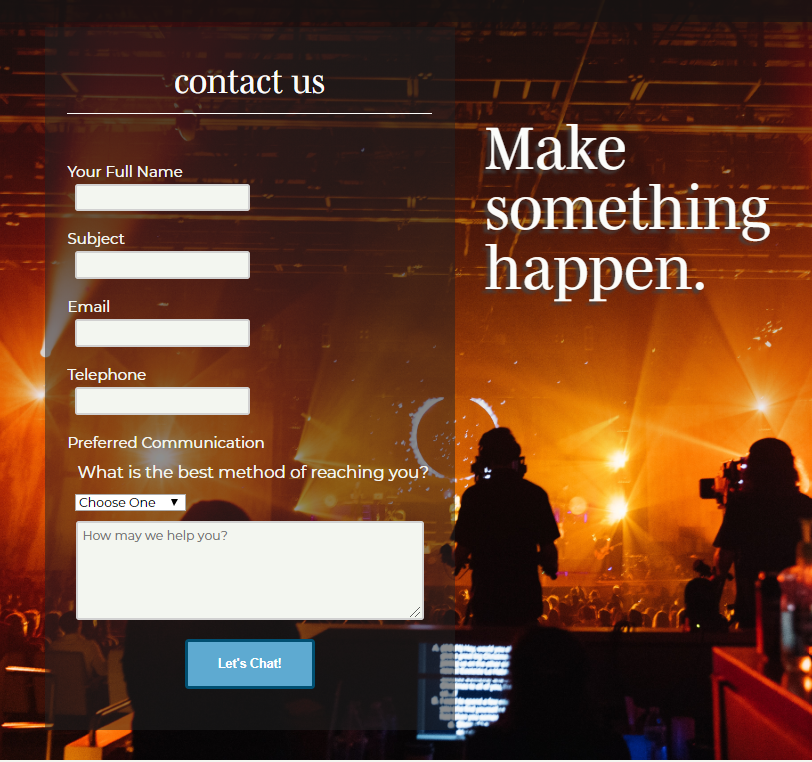 contact us
Make
something
happen.
Your Full Name
Subject
Email
Telephone
Preferred Communication
What is the best method of reaching you?
Choose One
How may we help you?
Let's Chat!